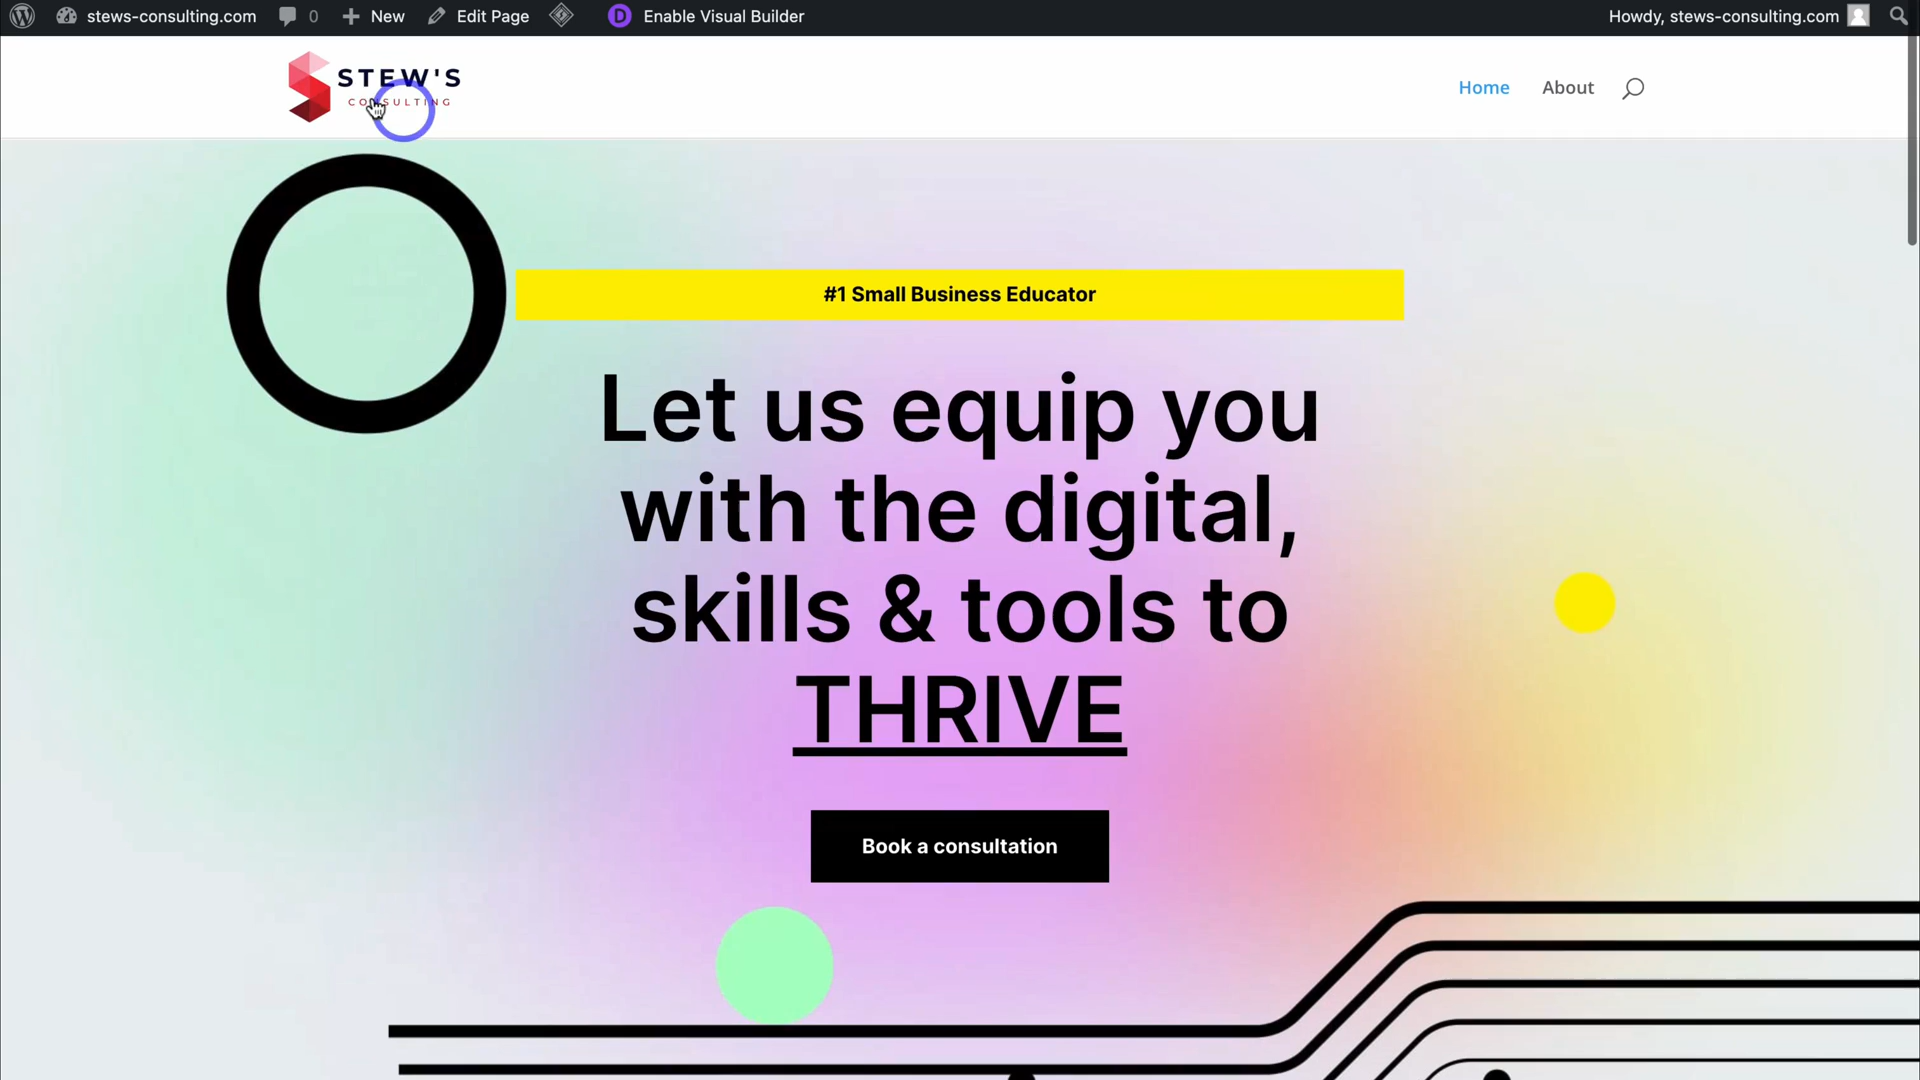 stews-consulting.com 0 New Edit Page D Enable Visual Builder Howdy, stews-consulting.com
STEW'S
CONSULTING
Home About
#1 Small Business Educator
Let us equip you
with the digital,
skills & tools to
THRIVE
Book a consultation